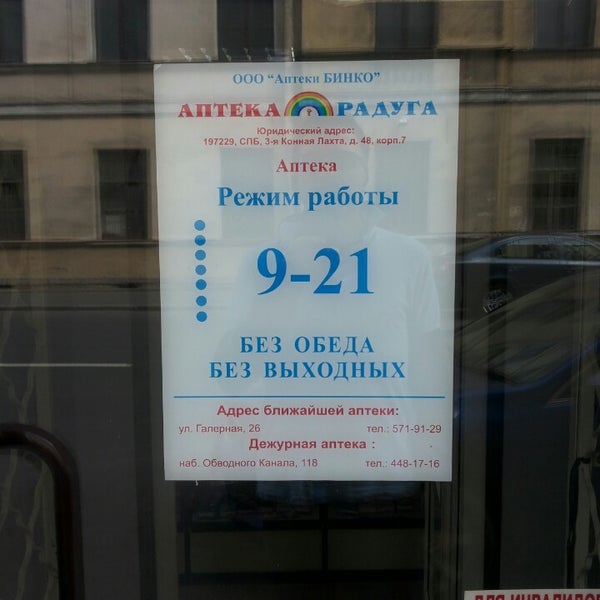 ООО "Аптеки БИНКО"
АПТЕКА РАДУГА
Юридический адрес:
197229, СПБ, 3-я Конная Лахта, д. 48, корп.7
Аптека
Режим работы
9-21
БЕЗ ОБЕДА
БЕЗ ВЫХОДНЫХ
Адрес ближайшей аптеки:
ул. Галерная, 26 тел.: 571-91-29
Дежурная аптека :
наб. Обводного Канала, 118 тел.: 448-17-16